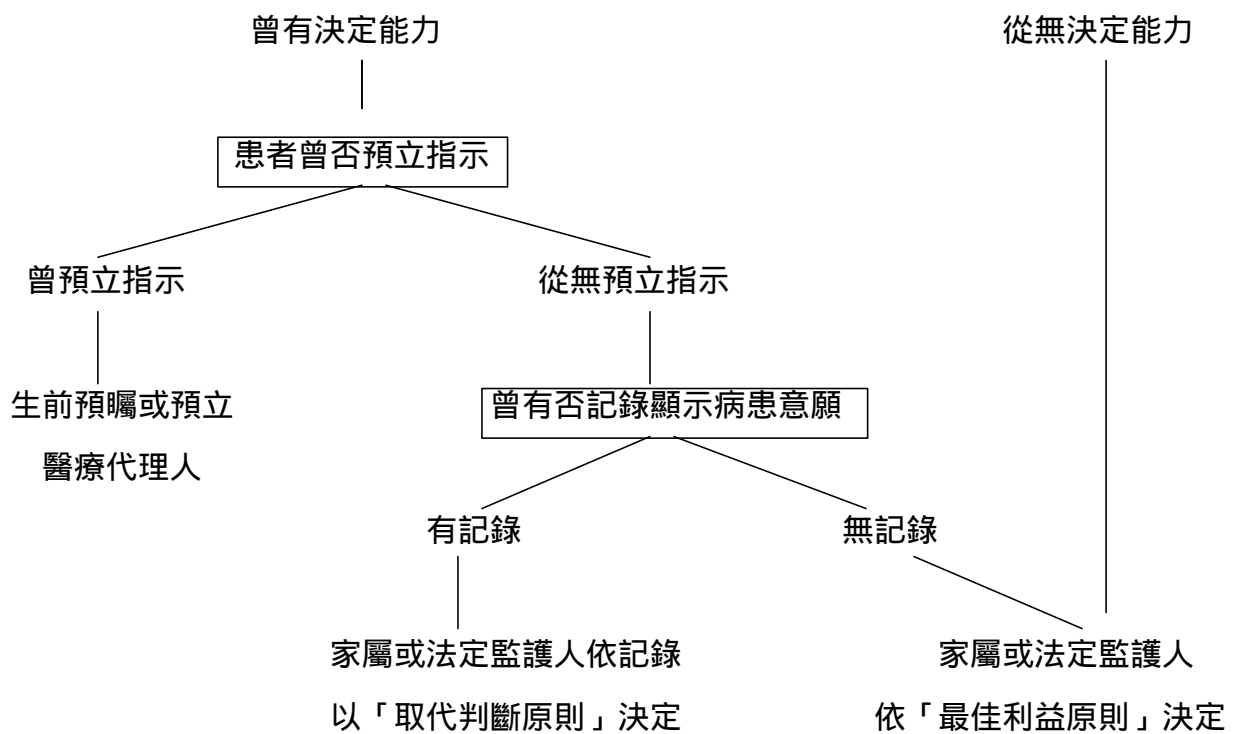 曾有決定能力
從無決定能力
患者曾否預立指示
曾預立指示
從無預立指示
生前預矚或預立
醫療代理人
曾有否記錄顯示病患意願
有記錄
無記錄
家屬或法定監護人依記錄
以「取代判斷原則」決定
家屬或法定監護人
依「最佳利益原則」決定